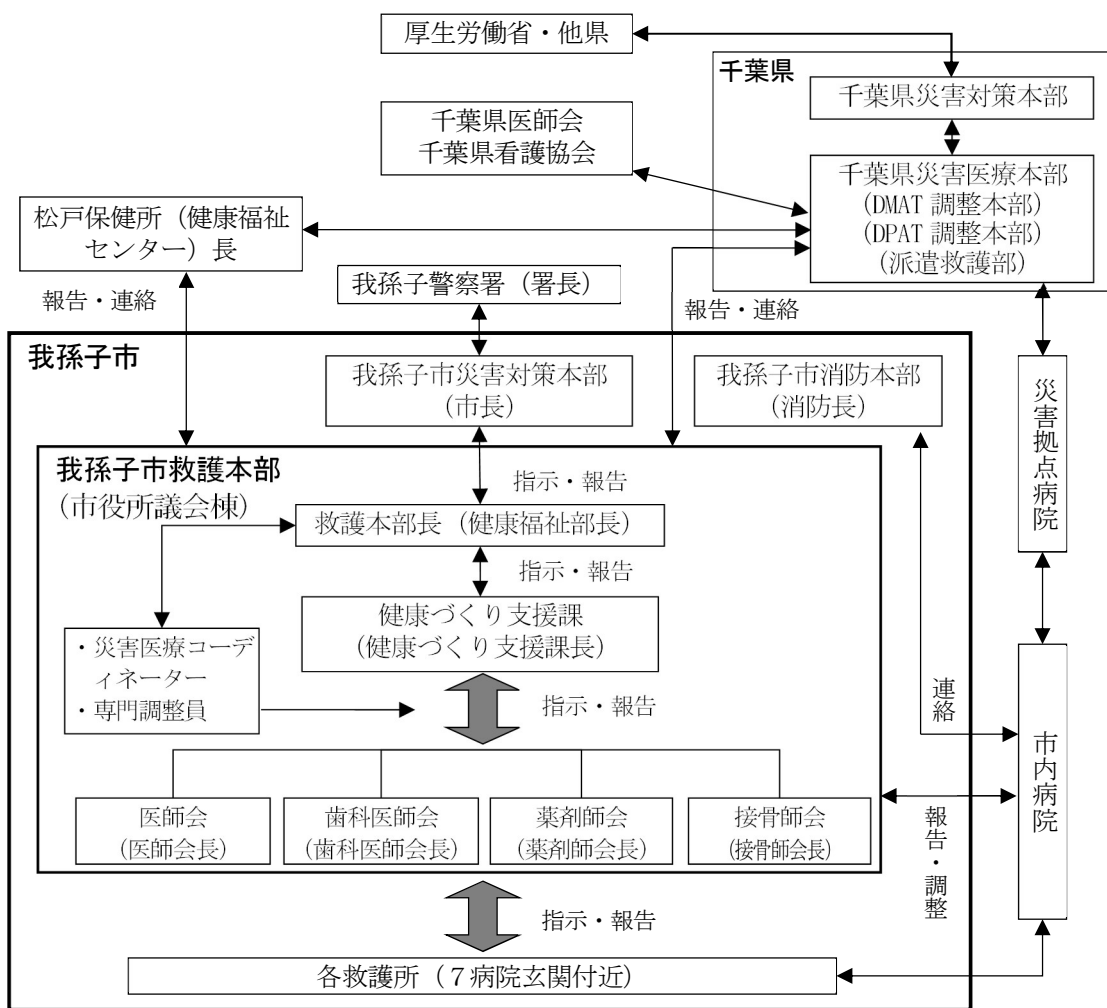 厚生労働省・他県
千葉県
千葉県災害対策本部
千葉県医師会
千葉県看護協会
千葉県災害医療本部
(DMAT 調整本部)
(DPAT 調整本部)
(派遣救護部)
松戸保健所（健康福祉
センター）長
報告・連絡
我孫子警察署（署長）
報告・連絡
我孫子市
我孫子市災害対策本部
(市長)
我孫子市消防本部
(消防長)
災害拠点病院
我孫子市救護本部
（市役所議会棟）
指示・報告
救護本部長（健康福祉部長）
指示・報告
健康づくり支援課
(健康づくり支援課長)
・災害医療コーデ
ィネーター
・専門調整員
指示・報告
連絡
市内病院
医師会
(医師会長)
歯科医師会
(歯科医師会長)
薬剤師会
(薬剤師会長)
接骨師会
(接骨師会長)
報告・調整
指示・報告
各救護所（７病院玄関付近）